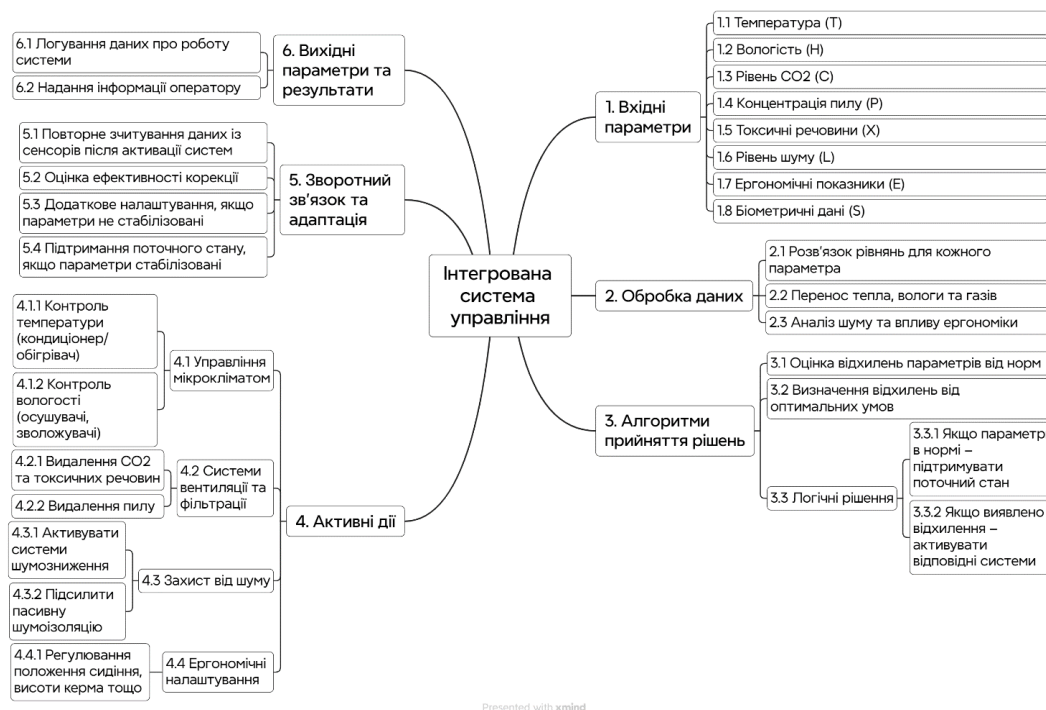 Інтегрована
система
управління
1. Вхідні
параметри
1.1 Температура (T)
1.2 Вологість (H)
1.3 Рівень CO2 (C)
1.4 Концентрація пилу (P)
1.5 Токсичні речовини (X)
1.6 Рівень шуму (L)
1.7 Ергономічні показники (E)
1.8 Біометричні дані (S)
2. Обробка даних
2.1 Розв'язок рівнянь для кожного
параметра
2.2 Перенос тепла, вологи та газів
2.3 Аналіз шуму та впливу ергономіки
3. Алгоритми
прийняття рішень
3.1 Оцінка відхилень параметрів від норм
3.2 Визначення відхилень від
оптимальних умов
3.3 Логічні рішення
3.3.1 Якщо параметр
в нормі –
підтримувати
поточний стан
3.3.2 Якщо виявлено
відхилення –
активувати
відповідні системи
4. Активні дії
4.1 Управління
мікрокліматом
4.1.1 Контроль
температури
(кондиціонер/
обігрівач)
4.1.2 Контроль
вологості
(осушувачі,
зволожувачі)
4.2 Системи
вентиляції та
фільтрації
4.2.1 Видалення CO2
та токсичних речовин
4.2.2 Видалення пилу
4.3 Захист від шуму
4.3.1 Активувати
системи
шумозниження
4.3.2 Підсилити
пасивну
шумоізоляцію
4.4 Ергономічні
налаштування
4.4.1 Регулювання
положення сидіння,
висоти керма тощо
5. Зворотний
зв'язок та
адаптація
5.1 Повторне зчитування даних із
сенсорів після активації систем
5.2 Оцінка ефективності корекції
5.3 Додаткове налаштування, якщо
параметри не стабілізовані
5.4 Підтримання поточного стану,
якщо параметри стабілізовані
6. Вихідні
параметри та
результати
6.1 Логування даних про роботу
системи
6.2 Надання інформації оператору
Presented with xmind